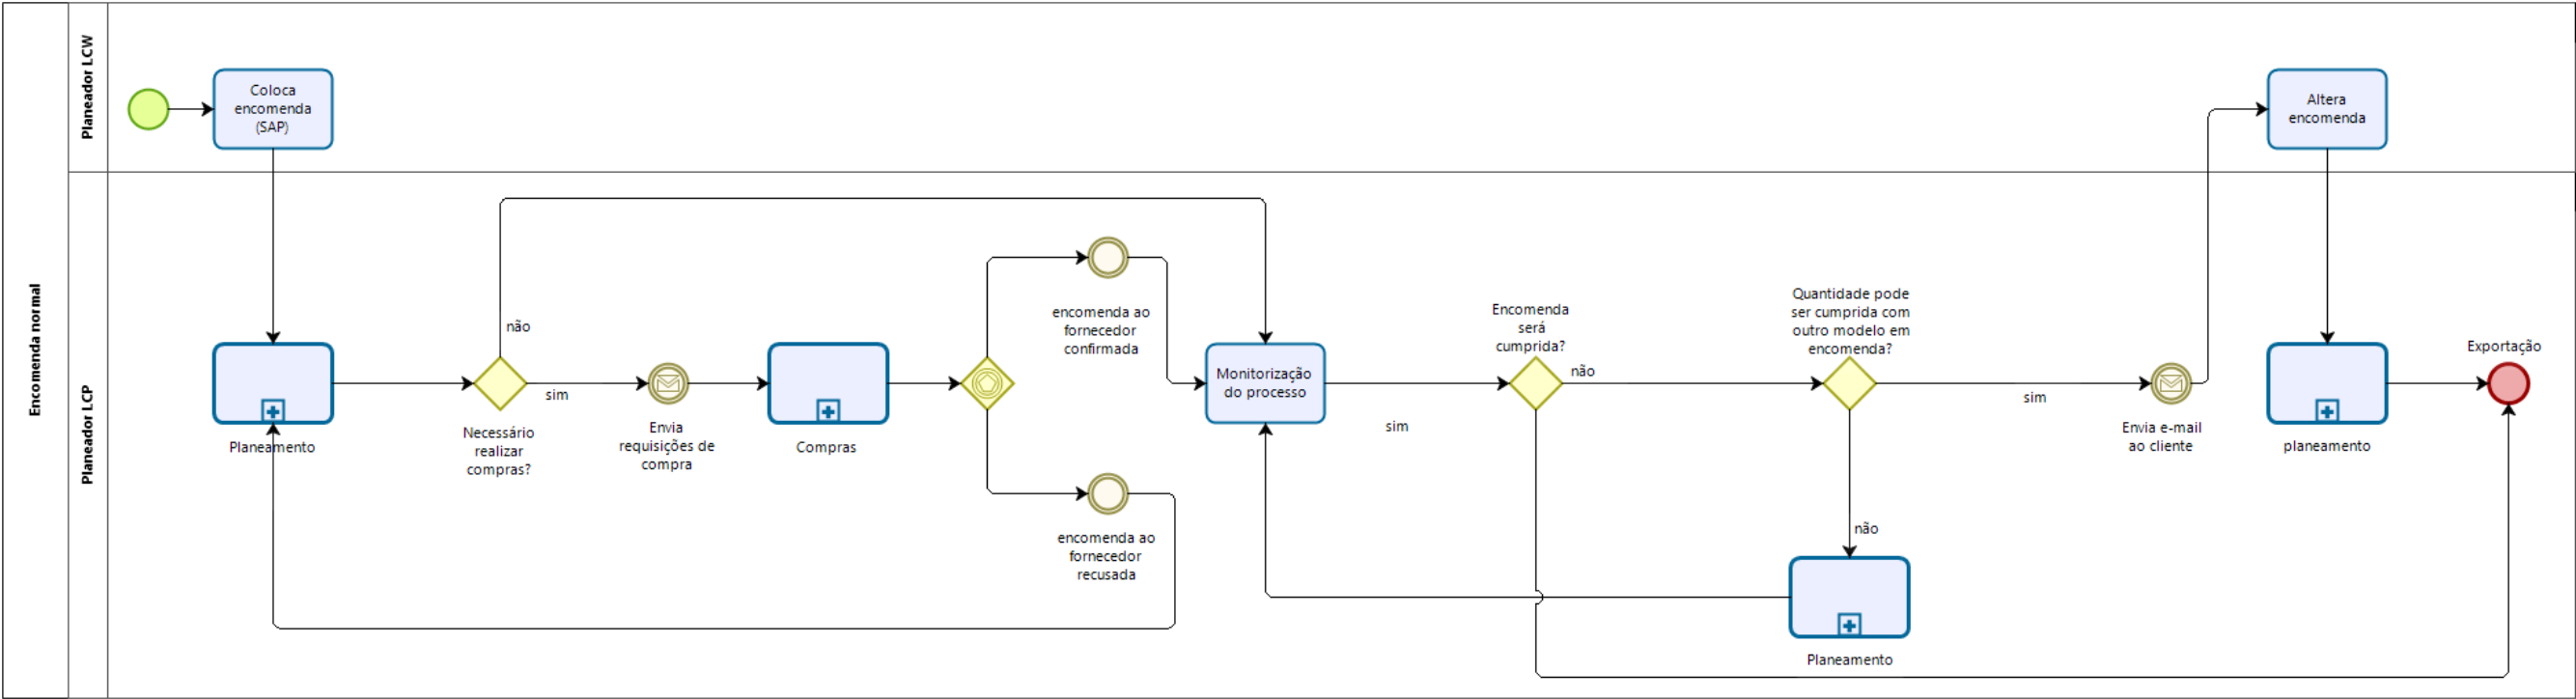 Encomenda normal
Planeador LCW
Coloca
encomenda
(SAP)
Altera
encomenda
Planeador LCP
Planeamento
não
sim
Necessário
realizar
compras?
Envia
requisições de
compra
Compras
encomenda ao
fornecedor
confirmada
encomenda ao
fornecedor
recusada
Monitorização
do processo
sim
Encomenda
será
cumprida?
não
Quantidade pode
ser cumprida com
outro modelo em
encomenda?
sim
não
Planeamento
Envia e-mail
ao cliente
planeamento
Exportação